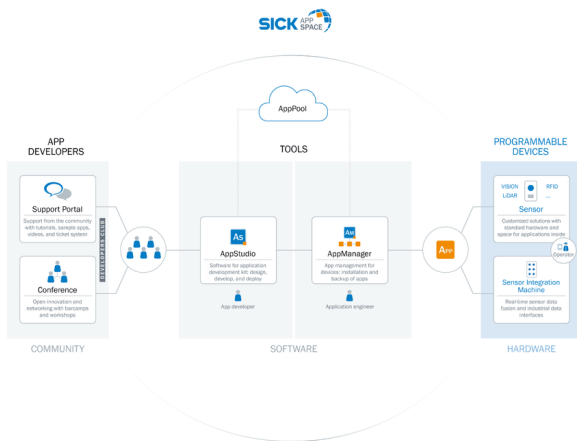 SICK APP
SPACE
AppPool
APP
DEVELOPERS
TOOLS
PROGRAMMABLE
DEVICES
Support Portal
Support from the community
with tutorials, sample apps,
videos, and ticket system
Conference
Open innovation and
networking with barcamps
and workshops
DEVELOPERS CLUB
As
AppStudio
Software for application
development kit: design,
develop, and deploy
App developer
AM
AppManager
App management for
devices: installation and
backup of apps
Application engineer
APP
VISION
RFID
LiDAR
...
Sensor
Customized solutions with
standard hardware and
space for applications inside
Operator
Sensor Integration
Machine
Real-time sensor data
fusion and industrial data
interfaces
COMMUNITY
SOFTWARE
HARDWARE